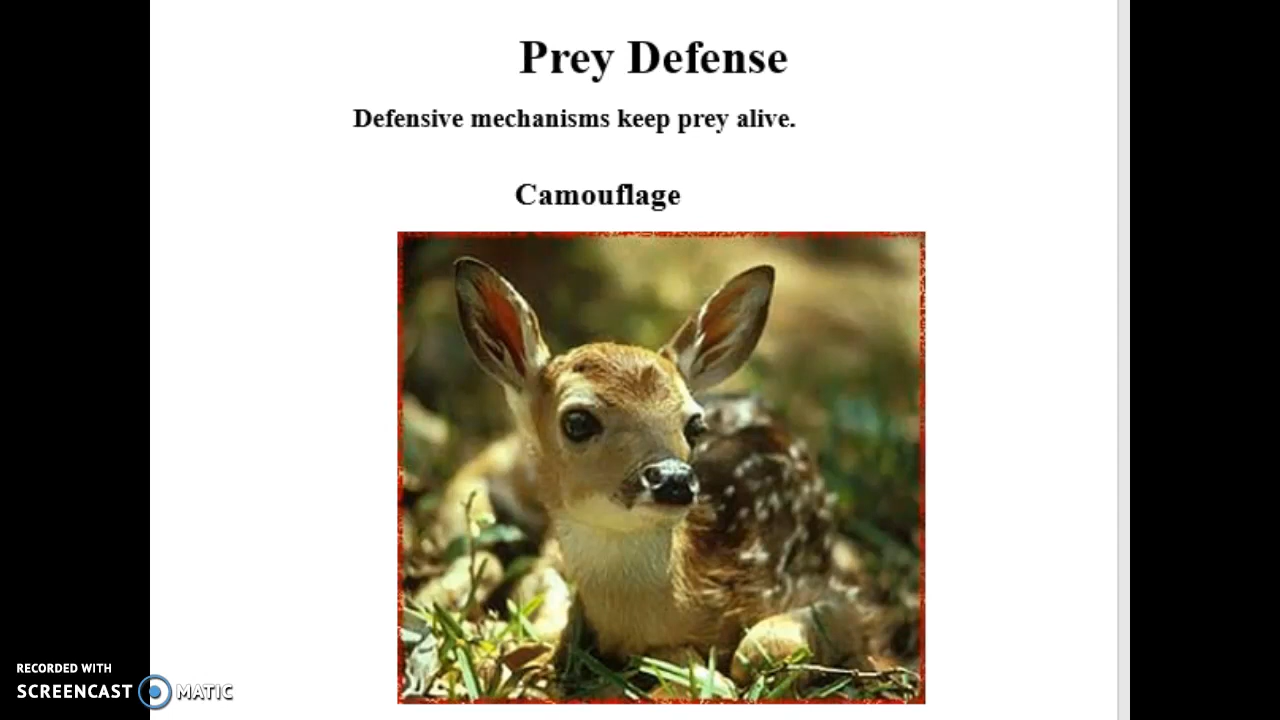 Prey Defense
Defensive mechanisms keep prey alive.
Camouflage
RECORDED WITH
SCREENCAST MATIC